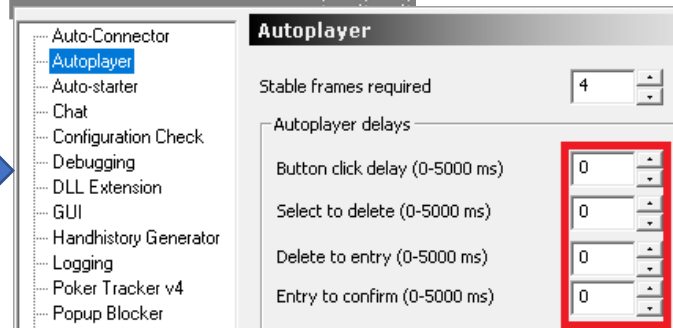 Auto-Connector
Autoplayer
Auto-starter
Chat
Configuration Check
Debugging
DLL Extension
GUI
Handhistory Generator
Logging
Poker Tracker v4
Popup Blocker
Autoplayer
Stable frames required 4
Autoplayer delays
Button click delay (0-5000 ms) 0
Select to delete (0-5000 ms) 0
Delete to entry (0-5000 ms) 0
Entry to confirm (0-5000 ms) 0